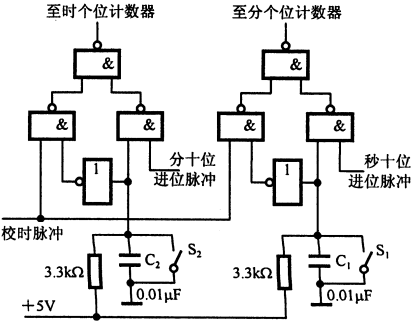 至时个位计数器
至分个位计数器
&
&
&
&
&
&
1
分十位
进位脉冲
1
秒十位
进位脉冲
校时脉冲
3.3kΩ
C₂
S₂
0.01μF
3.3kΩ
C₁
S₁
0.01μF
+5V